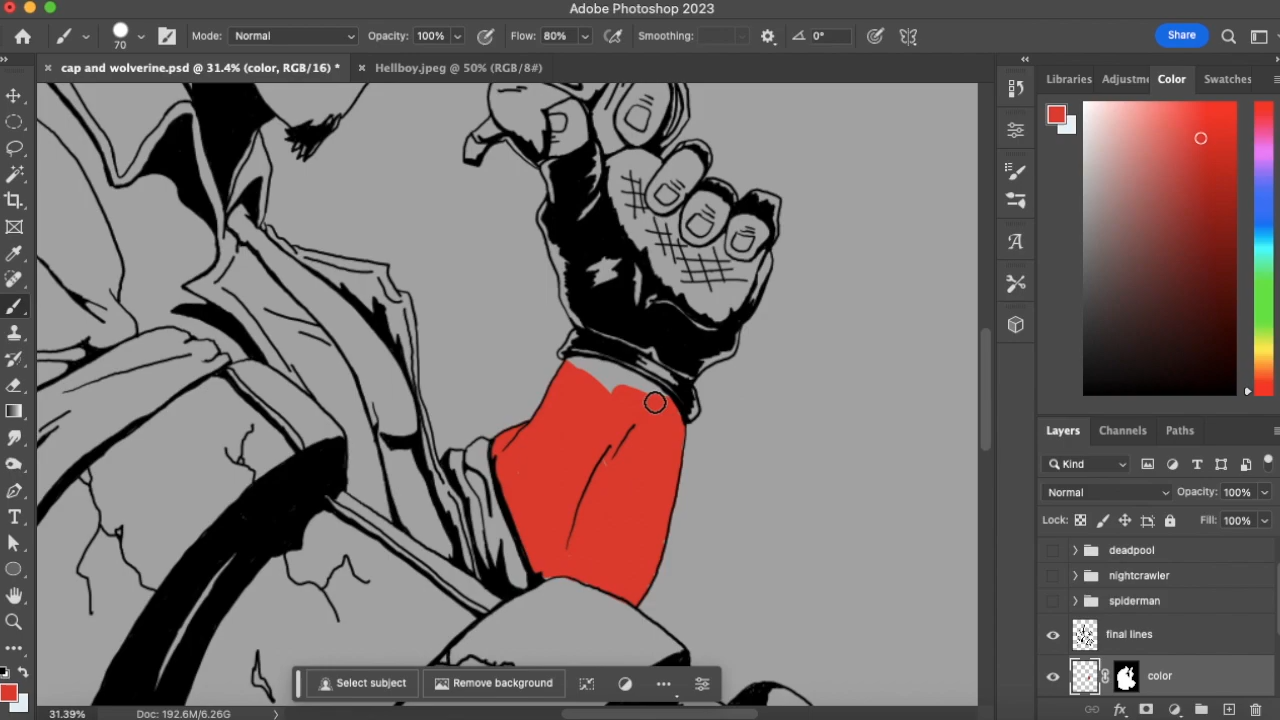 Adobe Photoshop 2023
70 Mode: Normal Opacity: 100% Flow: 80% Smoothing: 0° Share
cap and wolverine.psd @ 31.4% (color, RGB/16) * Hellboy.jpeg @ 50% (RGB/8#)
Libraries Adjustme Color Swatches
Layers Channels Paths
Kind
Normal Opacity: 100%
Lock: Fill: 100%
deadpool
nightcrawler
spiderman
final lines
color
Select subject Remove background
31.39% Doc: 192.6M/6.26G